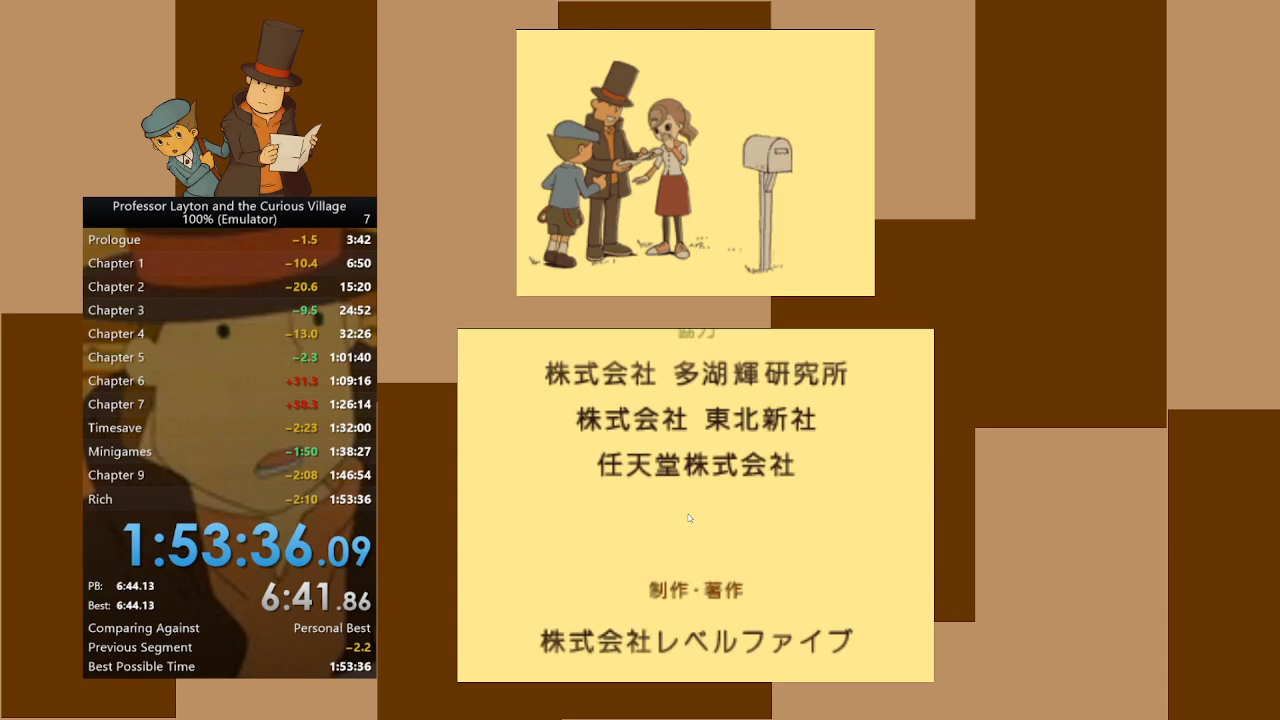 Professor Layton and the Curious Village
100% (Emulator) 7
Prologue −1.5 3:42
Chapter 1 −10.4 6:50
Chapter 2 −20.6 15:20
Chapter 3 −9.5 24:52
Chapter 4 −13.0 32:26
Chapter 5 −2.3 1:01:40
Chapter 6 +31.3 1:09:16
Chapter 7 +58.3 1:26:14
Timesave −2:23 1:32:00
Minigames −1:50 1:38:27
Chapter 9 −2:08 1:46:54
Rich −2:10 1:53:36
1:53:36.09
PB: 6:44.13
Best: 6:44.13
6:41.86
Comparing Against Personal Best
Previous Segment −2.2
Best Possible Time 1:53:36
株式会社 多湖輝研究所
株式会社 東北新社
任天堂株式会社
制作・著作
株式会社レベルファイブ